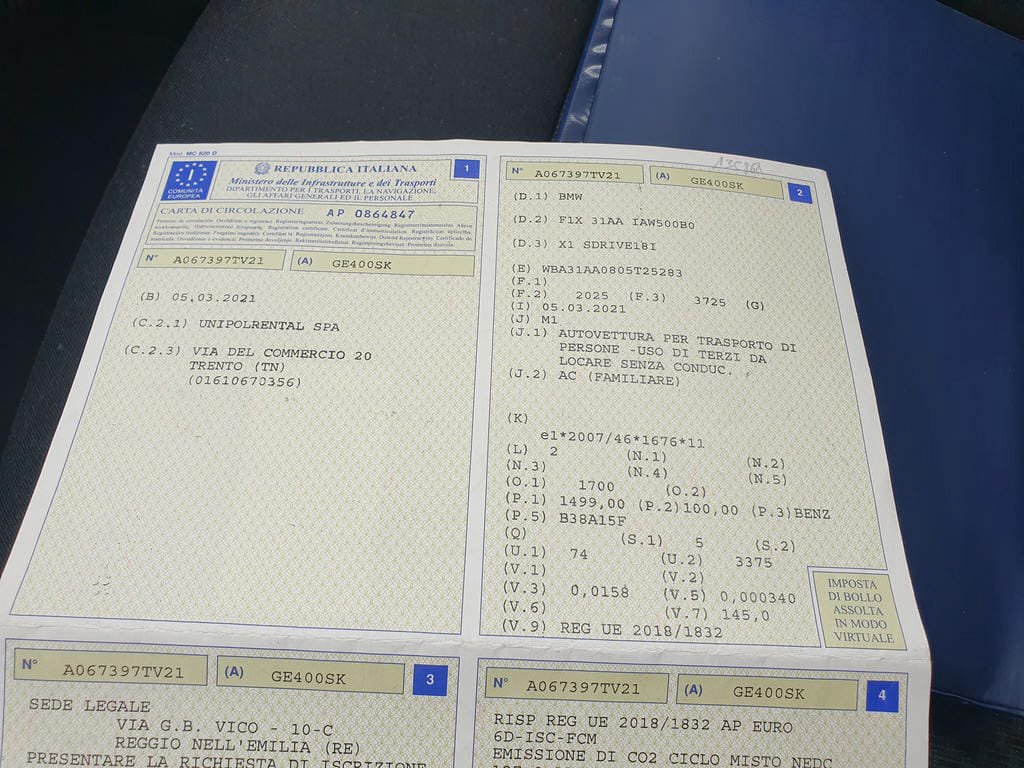 Mod. MC 820 D
COMUNITÀ
EUROPEA
I
REPUBBLICA ITALIANA
Ministero delle Infrastrutture e dei Trasporti
DIPARTIMENTO PER I TRASPORTI, LA NAVIGAZIONE,
GLI AFFARI GENERALI ED IL PERSONALE
1
CARTA DI CIRCOLAZIONE AP 0864847
N° A067397TV21 (A) GE400SK
(B) 05.03.2021
(C.2.1) UNIPOLRENTAL SPA
(C.2.3) VIA DEL COMMERCIO 20
TRENTO (TN)
(01610670356)
N° A067397TV21 (A) GE400SK 2
(D.1) BMW
(D.2) F1X 31AA IAW500B0
(D.3) X1 SDRIVE18I
(E) WBA31AA0805T25283
(F.1)
(F.2) 2025 (F.3) 3725 (G)
(I) 05.03.2021
(J) M1
(J.1) AUTOVETTURA PER TRASPORTO DI
PERSONE -USO DI TERZI DA
LOCARE SENZA CONDUC.
(J.2) AC (FAMILIARE)
(K)
e1*2007/46*1676*11
(L) 2 (N.1) (N.2)
(N.3) (N.4) (N.5)
(O.1) 1700 (O.2)
(P.1) 1499,00 (P.2)100,00 (P.3)BENZ
(P.5) B38A15F
(Q) (S.1) 5 (S.2)
(U.1) 74 (U.2) 3375
(V.1) (V.2)
(V.3) 0,0158 (V.5) 0,000340
(V.6) (V.7) 145,0
(V.9) REG UE 2018/1832
IMPOSTA
DI BOLLO
ASSOLTA
IN MODO
VIRTUALE
N° A067397TV21 (A) GE400SK 3
SEDE LEGALE
VIA G.B. VICO - 10-C
REGGIO NELL'EMILIA (RE)
PRESENTARE LA RICHIESTA DI ISCRIZIONE
N° A067397TV21 (A) GE400SK 4
RISP REG UE 2018/1832 AP EURO
6D-ISC-FCM
EMISSIONE DI CO2 CICLO MISTO NEDC